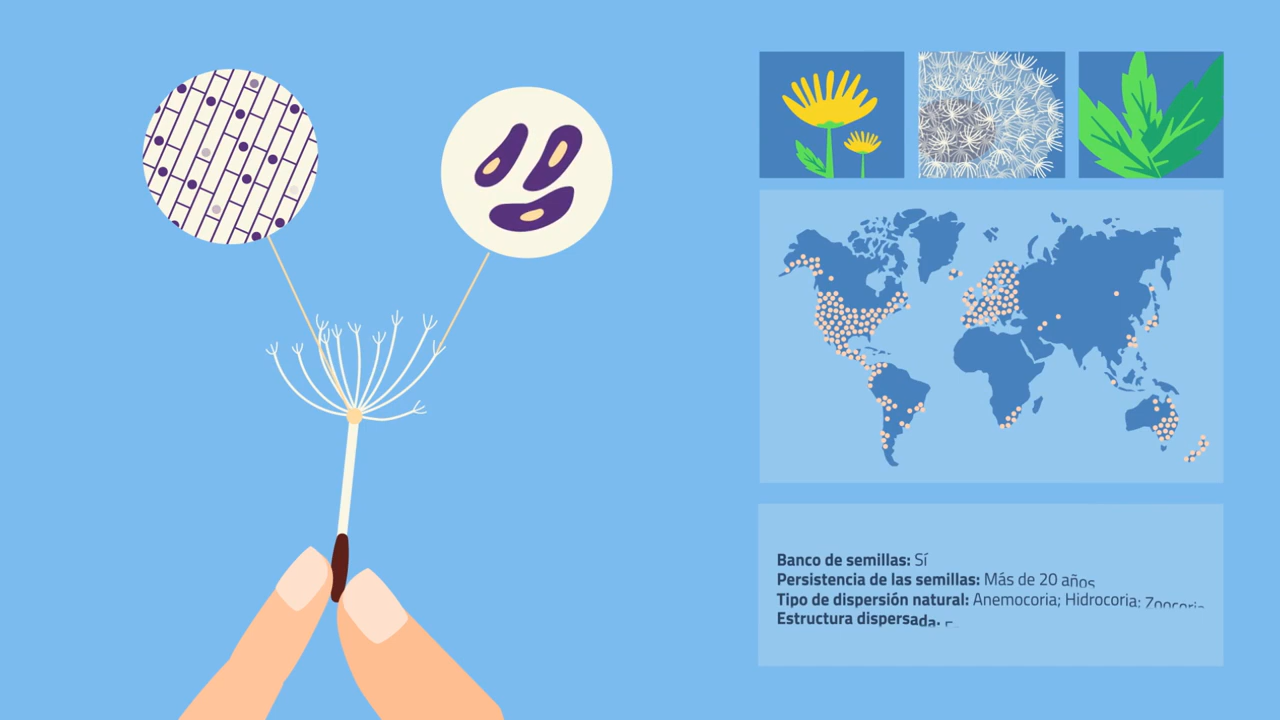 Banco de semillas: Sí
Persistencia de las semillas: Más de 20 años
Tipo de dispersión natural: Anemocoria; Hidrocoria; Zoocoria
Estructura dispersada: